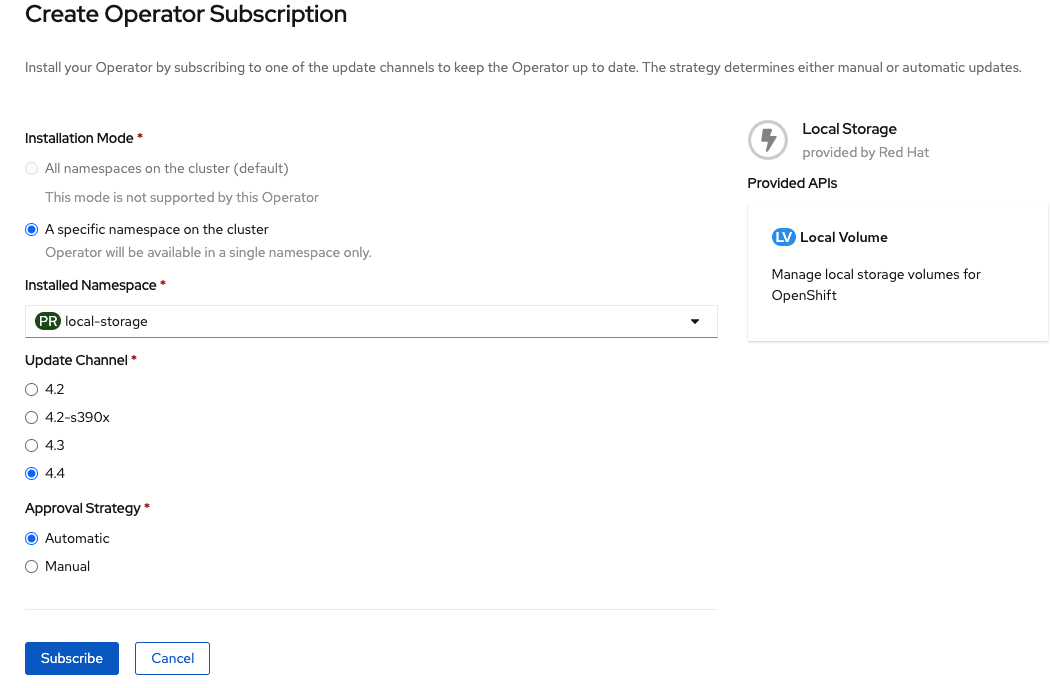 Create Operator Subscription
Install your Operator by subscribing to one of the update channels to keep the Operator up to date. The strategy determines either manual or automatic updates.
Installation Mode *
All namespaces on the cluster (default)
This mode is not supported by this Operator
A specific namespace on the cluster
Operator will be available in a single namespace only.
Installed Namespace *
PR local-storage
Update Channel *
4.2
4.2-s390x
4.3
4.4
Approval Strategy *
Automatic
Manual
Subscribe
Cancel
Local Storage
provided by Red Hat
Provided APIs
LV Local Volume
Manage local storage volumes for
OpenShift